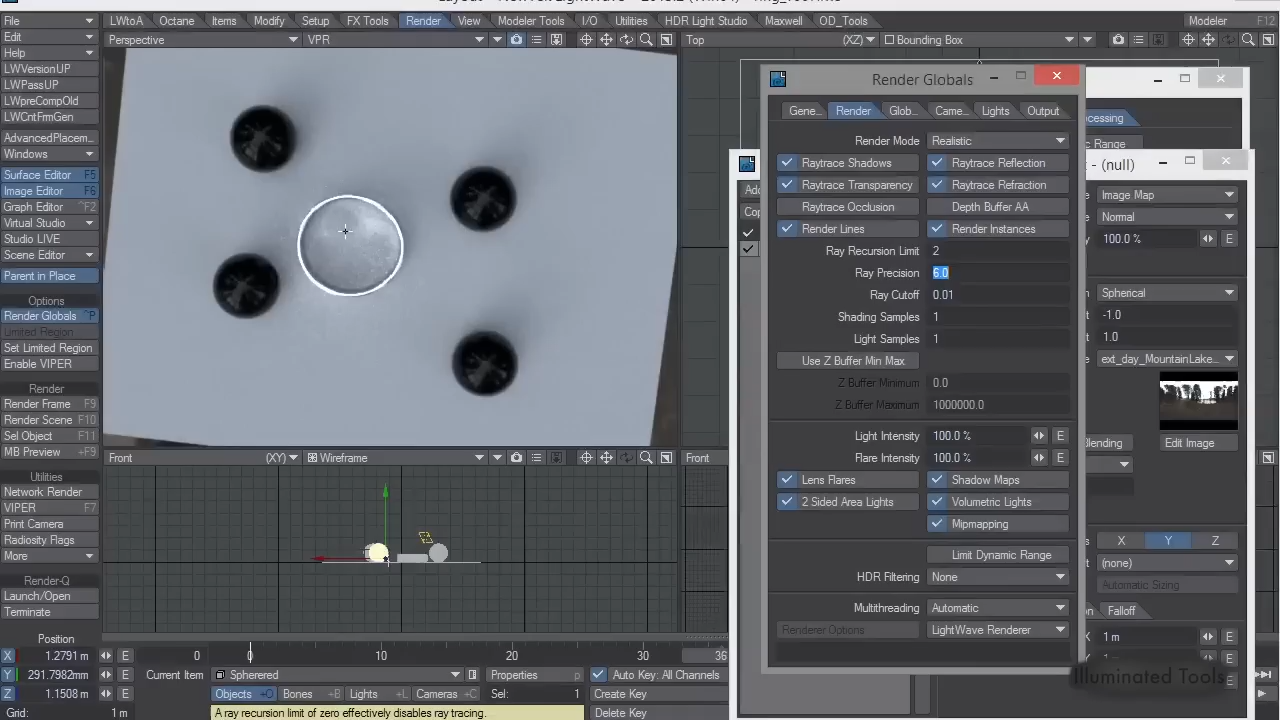 LWtoA Octane Items Modify Setup FX Tools Render View Modeler Tools I/O Utilities HDR Light Studio Maxwell OD_Tools Modeler F12
File
Edit
Help
LWVersionUP
LWPassUP
LWpreCompOld
LWCntFrmGen
AdvancedPlacem...
Windows
Surface Editor F5
Image Editor F6
Graph Editor ^F2
Virtual Studio
Studio LIVE
Scene Editor
Parent in Place
Options
Render Globals ^P
Limited Region
Set Limited Region
Enable VIPER
Render
Render Frame F9
Render Scene F10
Sel Object F11
MB Preview +F9
Utilities
Network Render
VIPER F7
Print Camera
Radiosity Flags
More
Render-Q
Launch/Open
Terminate
Position
X 1.2791 m E
Y 291.7982mm E
Z 1.1508 m E
Grid: 1 m
Perspective VPR
Top (XZ) Bounding Box
Front (XY) Wireframe
Front
Render Globals
Gene... Render Glob... Came... Lights Output
Render Mode Realistic
Raytrace Shadows Raytrace Reflection
Raytrace Transparency Raytrace Refraction
Raytrace Occlusion Depth Buffer AA
Render Lines Render Instances
Ray Recursion Limit 2
Ray Precision 6.0
Ray Cutoff 0.01
Shading Samples 1
Light Samples 1
Use Z Buffer Min Max
Z Buffer Minimum 0.0
Z Buffer Maximum 1000000.0
Light Intensity 100.0 % E
Flare Intensity 100.0 % E
Lens Flares Shadow Maps
2 Sided Area Lights Volumetric Lights
Mipmapping
Limit Dynamic Range
HDR Filtering None
Multithreading Automatic
Renderer Options LightWave Renderer
- (null)
Image Map
Normal
100.0 % E
Spherical
-1.0
1.0
ext_day_MountainLake...
Edit Image
X Y Z
(none)
Automatic Sizing
Falloff
1 m E
Illuminated Tools
0 0 10 20 30 36
Current Item Spherered Properties p Auto Key: All Channels
Objects +O Bones +B Lights +L Cameras +C Sel: 1 Create Key
A ray recursion limit of zero effectively disables ray tracing. Delete Key